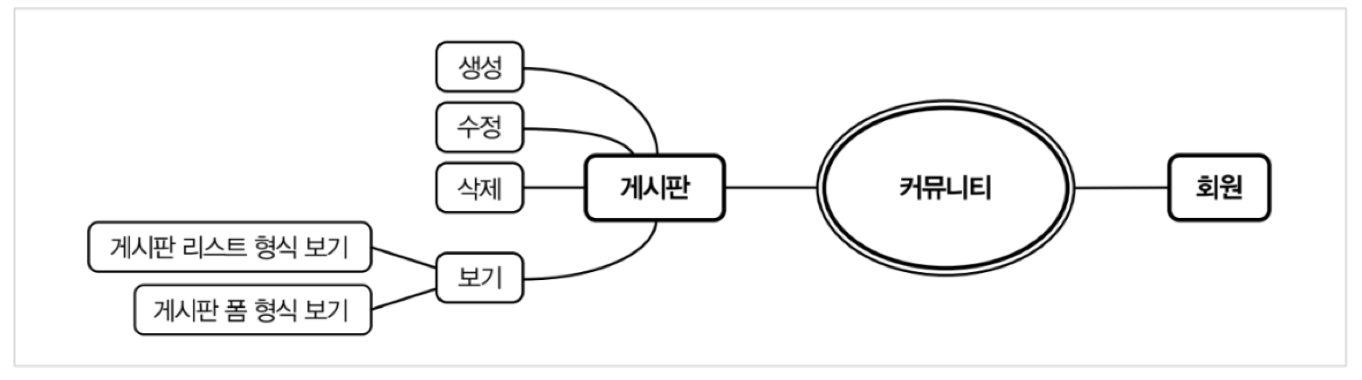 생성
수정
삭제
게시판
커뮤니티
회원
게시판 리스트 형식 보기
보기
게시판 폼 형식 보기